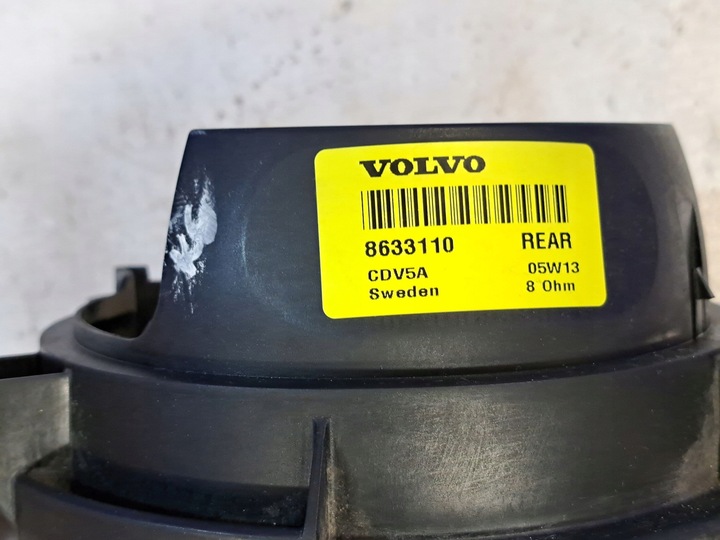 VOLVO
8633110 REAR
CDV5A 05W13
Sweden 8 Ohm